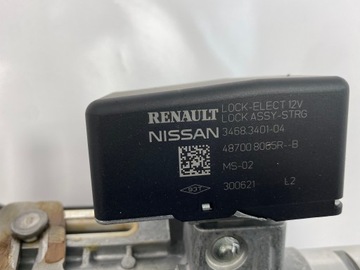 RENAULT LOCK-ELECT 12V
LOCK ASSY-STRG
NISSAN 3468.3401-04
48700 8085R--B
MS-02
300621 L2